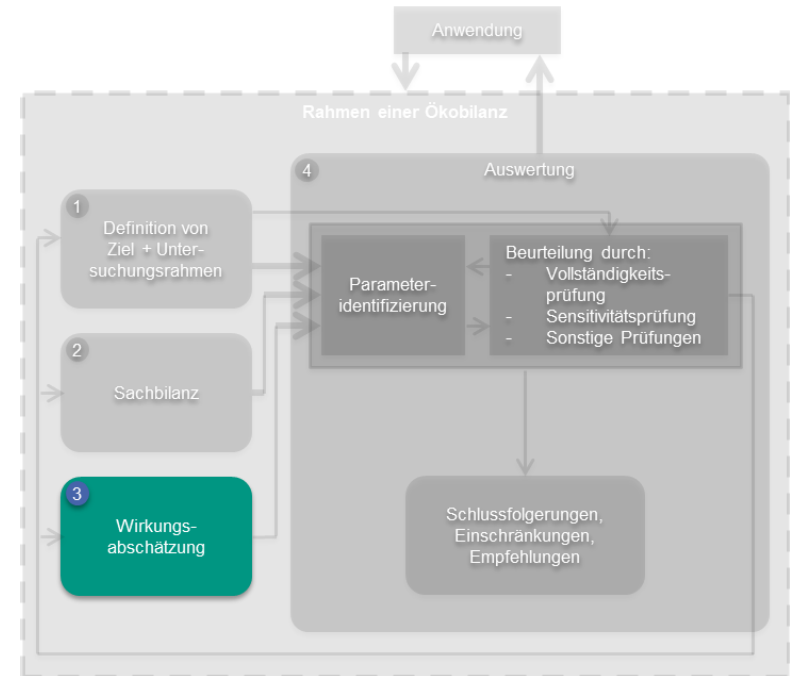 Anwendung
Rahmen einer Ökobilanz
4
Auswertung
1
Definition von
Ziel + Unter-
suchungsrahmen
Parameter-
identifizierung
Beurteilung durch:
- Vollständigkeits-
prüfung
- Sensitivitätsprüfung
- Sonstige Prüfungen
2
Sachbilanz
3
Wirkungs-
abschätzung
Schlussfolgerungen,
Einschränkungen,
Empfehlungen